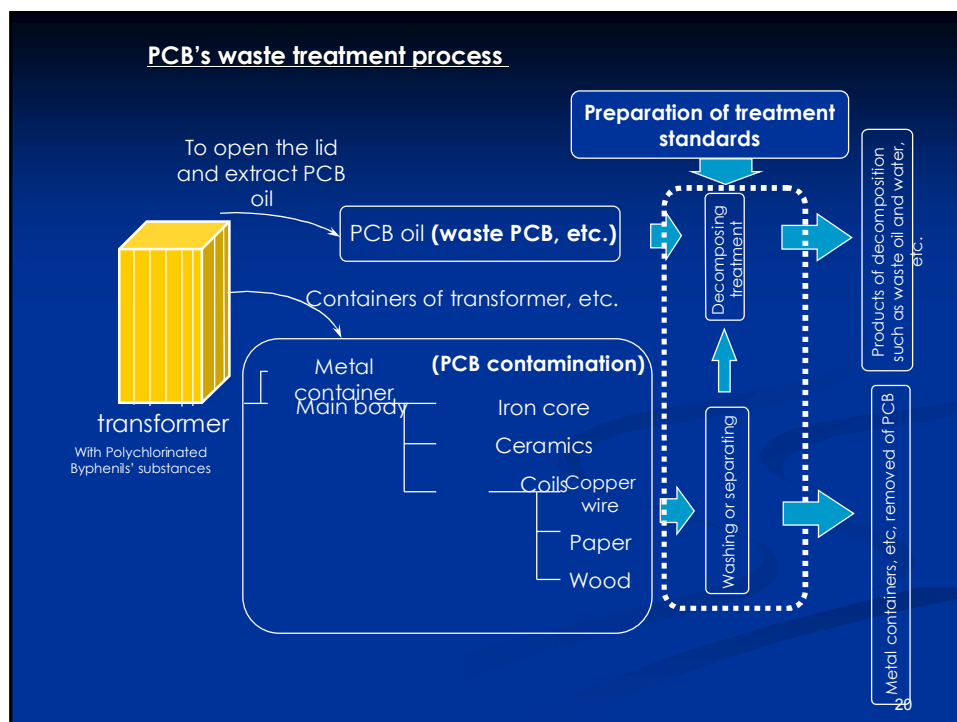 PCB's waste treatment process
Preparation of treatment
standards
To open the lid
and extract PCB
oil
PCB oil (waste PCB, etc.)
Decomposing
treatment
Products of decomposition
such as waste oil and water,
etc.
Containers of transformer, etc.
(PCB contamination)
Metal
container
Main body
Iron core
Ceramics
Coils
Copper
wire
Paper
Wood
transformer
With Polychlorinated
Byphenils' substances
Washing or separating
Metal containers, etc, removed of PCB
20